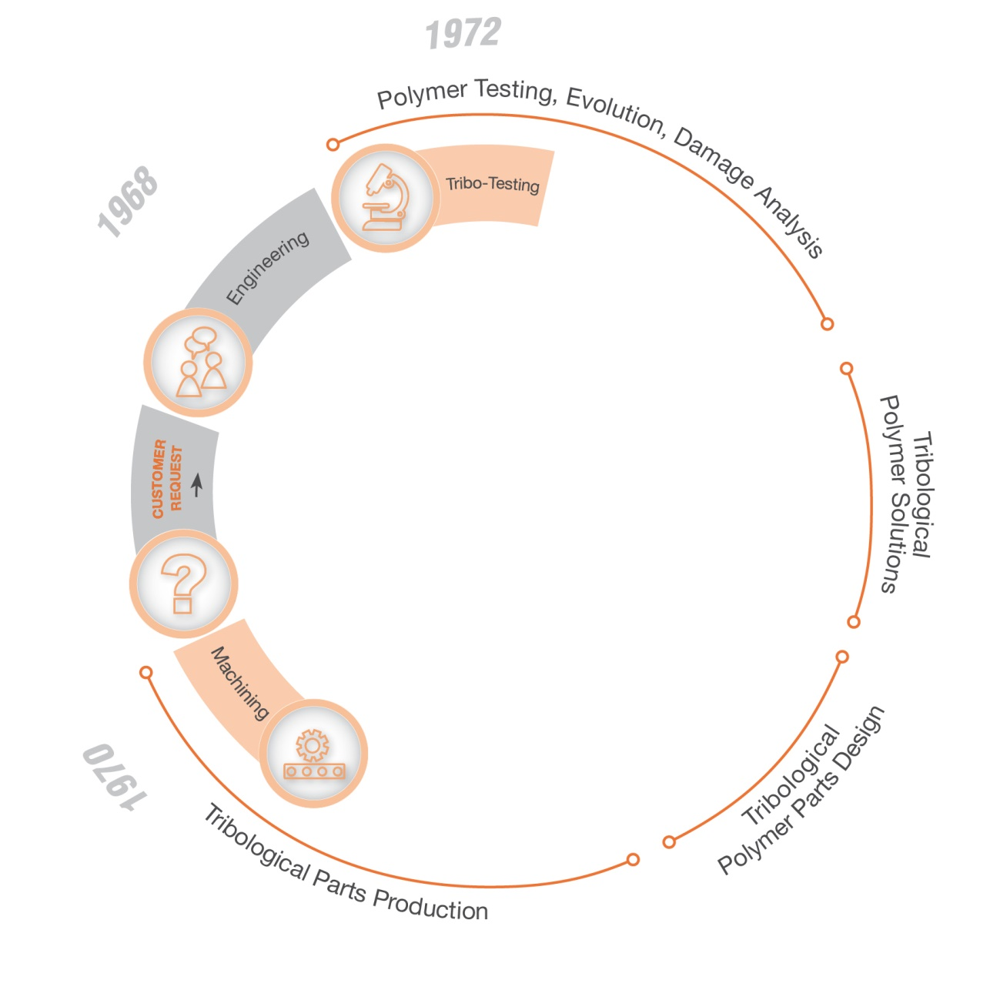 1972
Polymer Testing, Evolution, Damage Analysis
Tribo-Testing
1968
Engineering
CUSTOMER
REQUEST
Tribological
Polymer Solutions
Machining
Tribological
Polymer Parts Design
1970
Tribological Parts Production